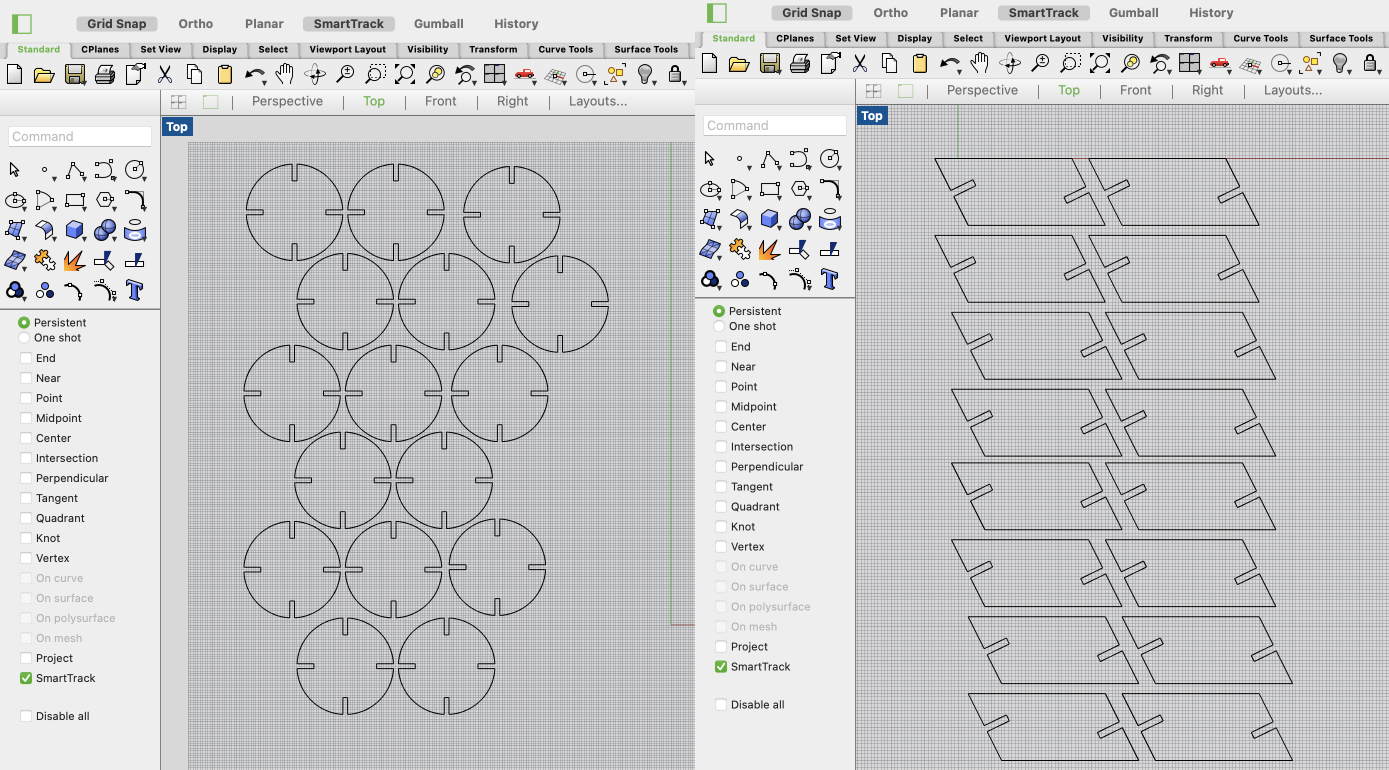 Grid Snap Ortho Planar SmartTrack Gumball History
Standard CPlanes Set View Display Select Viewport Layout Visibility Transform Curve Tools Surface Tools
Perspective Top Front Right Layouts...
Top
Command
Persistent
One shot
End
Near
Point
Midpoint
Center
Intersection
Perpendicular
Tangent
Quadrant
Knot
Vertex
On curve
On surface
On polysurface
On mesh
Project
SmartTrack
Disable all
Grid Snap Ortho Planar SmartTrack Gumball History
Standard CPlanes Set View Display Select Viewport Layout Visibility Transform Curve Tools Surface Tools
Perspective Top Front Right Layouts...
Top
Command
Persistent
One shot
End
Near
Point
Midpoint
Center
Intersection
Perpendicular
Tangent
Quadrant
Knot
Vertex
On curve
On surface
On polysurface
On mesh
Project
SmartTrack
Disable all